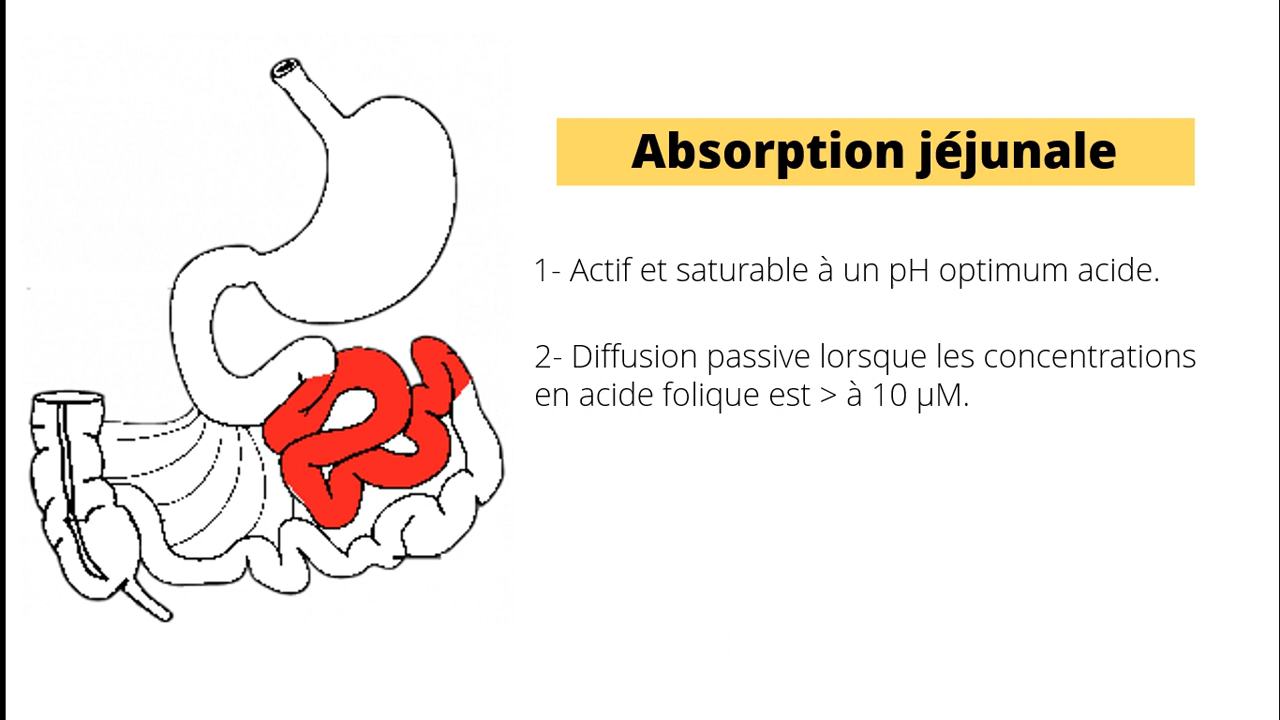 Absorption jéjunale
1- Actif et saturable à un pH optimum acide.
2- Diffusion passive lorsque les concentrations
en acide folique est > à 10 µM.